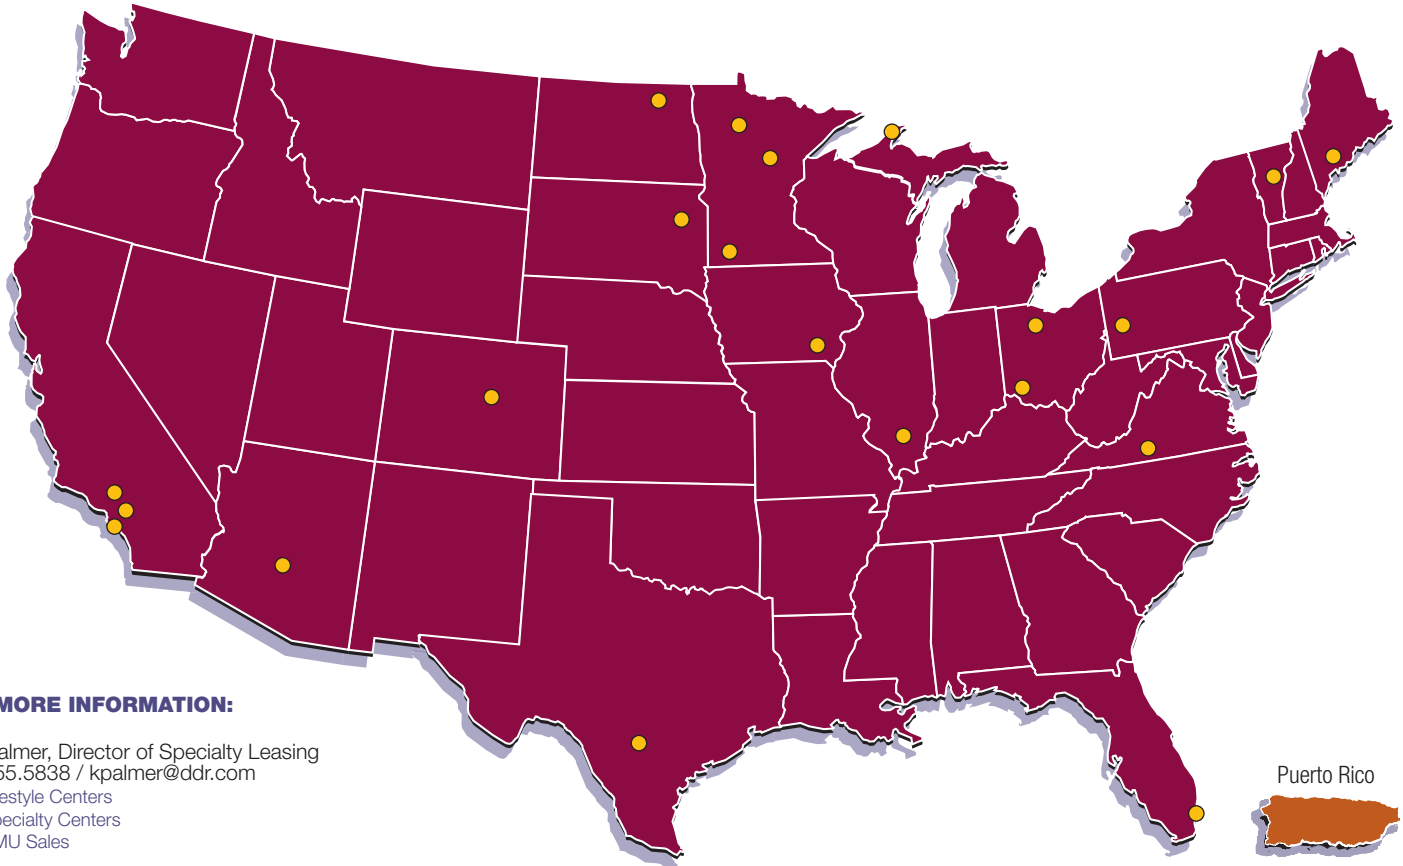 MORE INFORMATION:
almer, Director of Specialty Leasing
55.5838 / kpalmer@ddr.com
estyle Centers
pecialty Centers
MU Sales
Puerto Rico